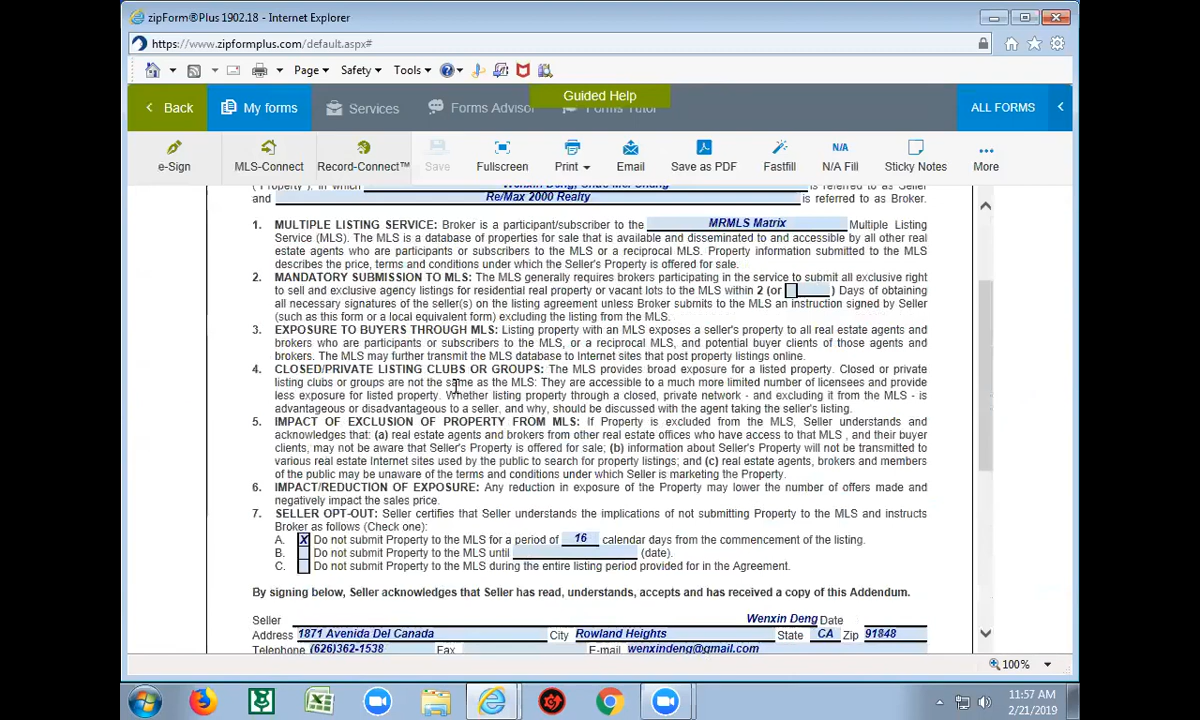 zipForm®Plus 1902.18 - Internet Explorer
https://www.zipformplus.com/default.aspx#
Page Safety Tools
Guided Help
Back My forms Services Forms Advisor Forms Tutor ALL FORMS
e-Sign MLS-Connect Record-Connect™ Save Fullscreen Print Email Save as PDF Fastfill N/A N/A Fill Sticky Notes More
("Property"), in which is referred to as Seller
and Re/Max 2000 Realty is referred to as Broker.
1. MULTIPLE LISTING SERVICE: Broker is a participant/subscriber to the MRMLS Matrix Multiple Listing
Service (MLS). The MLS is a database of properties for sale that is available and disseminated to and accessible by all other real
estate agents who are participants or subscribers to the MLS or a reciprocal MLS. Property information submitted to the MLS
describes the price, terms and conditions under which the Seller's Property is offered for sale.
2. MANDATORY SUBMISSION TO MLS: The MLS generally requires brokers participating in the service to submit all exclusive right
to sell and exclusive agency listings for residential real property or vacant lots to the MLS within 2 (or ) Days of obtaining
all necessary signatures of the seller(s) on the listing agreement unless Broker submits to the MLS an instruction signed by Seller
(such as this form or a local equivalent form) excluding the listing from the MLS.
3. EXPOSURE TO BUYERS THROUGH MLS: Listing property with an MLS exposes a seller's property to all real estate agents and
brokers who are participants or subscribers to the MLS, or a reciprocal MLS, and potential buyer clients of those agents and
brokers. The MLS may further transmit the MLS database to Internet sites that post property listings online.
4. CLOSED/PRIVATE LISTING CLUBS OR GROUPS: The MLS provides broad exposure for a listed property. Closed or private
listing clubs or groups are not the same as the MLS: They are accessible to a much more limited number of licensees and provide
less exposure for listed property. Whether listing property through a closed, private network - and excluding it from the MLS - is
advantageous or disadvantageous to a seller, and why, should be discussed with the agent taking the seller's listing.
5. IMPACT OF EXCLUSION OF PROPERTY FROM MLS: If Property is excluded from the MLS, Seller understands and
acknowledges that: (a) real estate agents and brokers from other real estate offices who have access to that MLS , and their buyer
clients, may not be aware that Seller's Property is offered for sale; (b) information about Seller's Property will not be transmitted to
various real estate Internet sites used by the public to search for property listings; and (c) real estate agents, brokers and members
of the public may be unaware of the terms and conditions under which Seller is marketing the Property.
6. IMPACT/REDUCTION OF EXPOSURE: Any reduction in exposure of the Property may lower the number of offers made and
negatively impact the sales price.
7. SELLER OPT-OUT: Seller certifies that Seller understands the implications of not submitting Property to the MLS and instructs
Broker as follows (Check one):
A. X Do not submit Property to the MLS for a period of 16 calendar days from the commencement of the listing.
B. Do not submit Property to the MLS until (date).
C. Do not submit Property to the MLS during the entire listing period provided for in the Agreement.
By signing below, Seller acknowledges that Seller has read, understands, accepts and has received a copy of this Addendum.
Seller Wenxin Deng Date
Address 1871 Avenida Del Canada City Rowland Heights State CA Zip 91848
Telephone (626)362-1538 Fax E-mail wenxindeng@gmail.com
100%
11:57 AM
2/21/2019